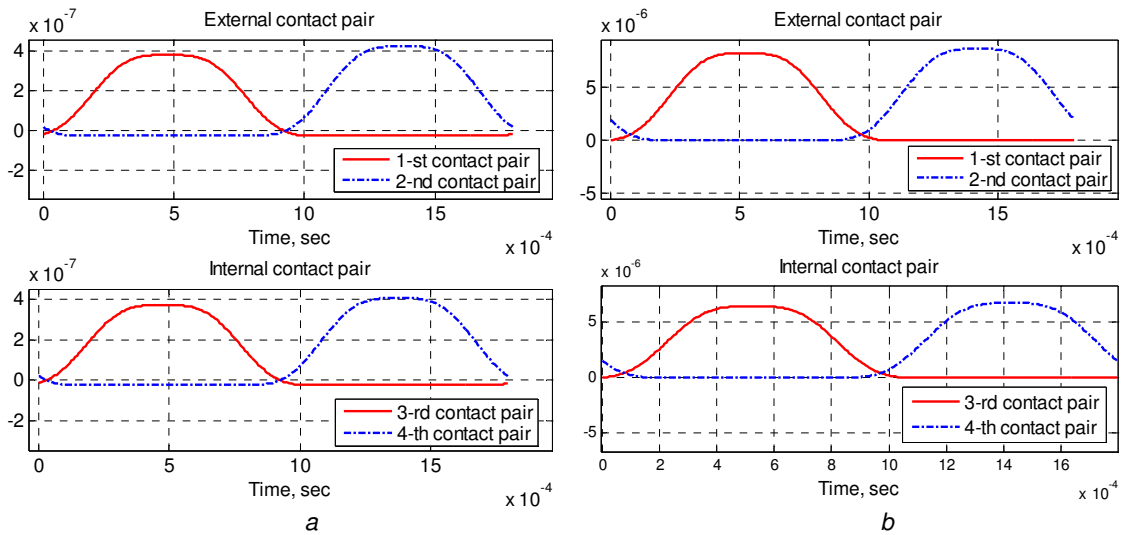 External contact pair
x 10^-7
4
2
0
-2
1-st contact pair
2-nd contact pair
0
5
10
15
Time, sec
x 10^-4
External contact pair
x 10^-6
5
0
-5
1-st contact pair
2-nd contact pair
0
5
10
15
Time, sec
x 10^-4
Internal contact pair
x 10^-7
4
2
0
-2
3-rd contact pair
4-th contact pair
0
5
10
15
Time, sec
x 10^-4
a
Internal contact pair
x 10^-6
5
0
-5
3-rd contact pair
4-th contact pair
0
2
4
6
8
10
12
14
16
Time, sec
x 10^-4
b